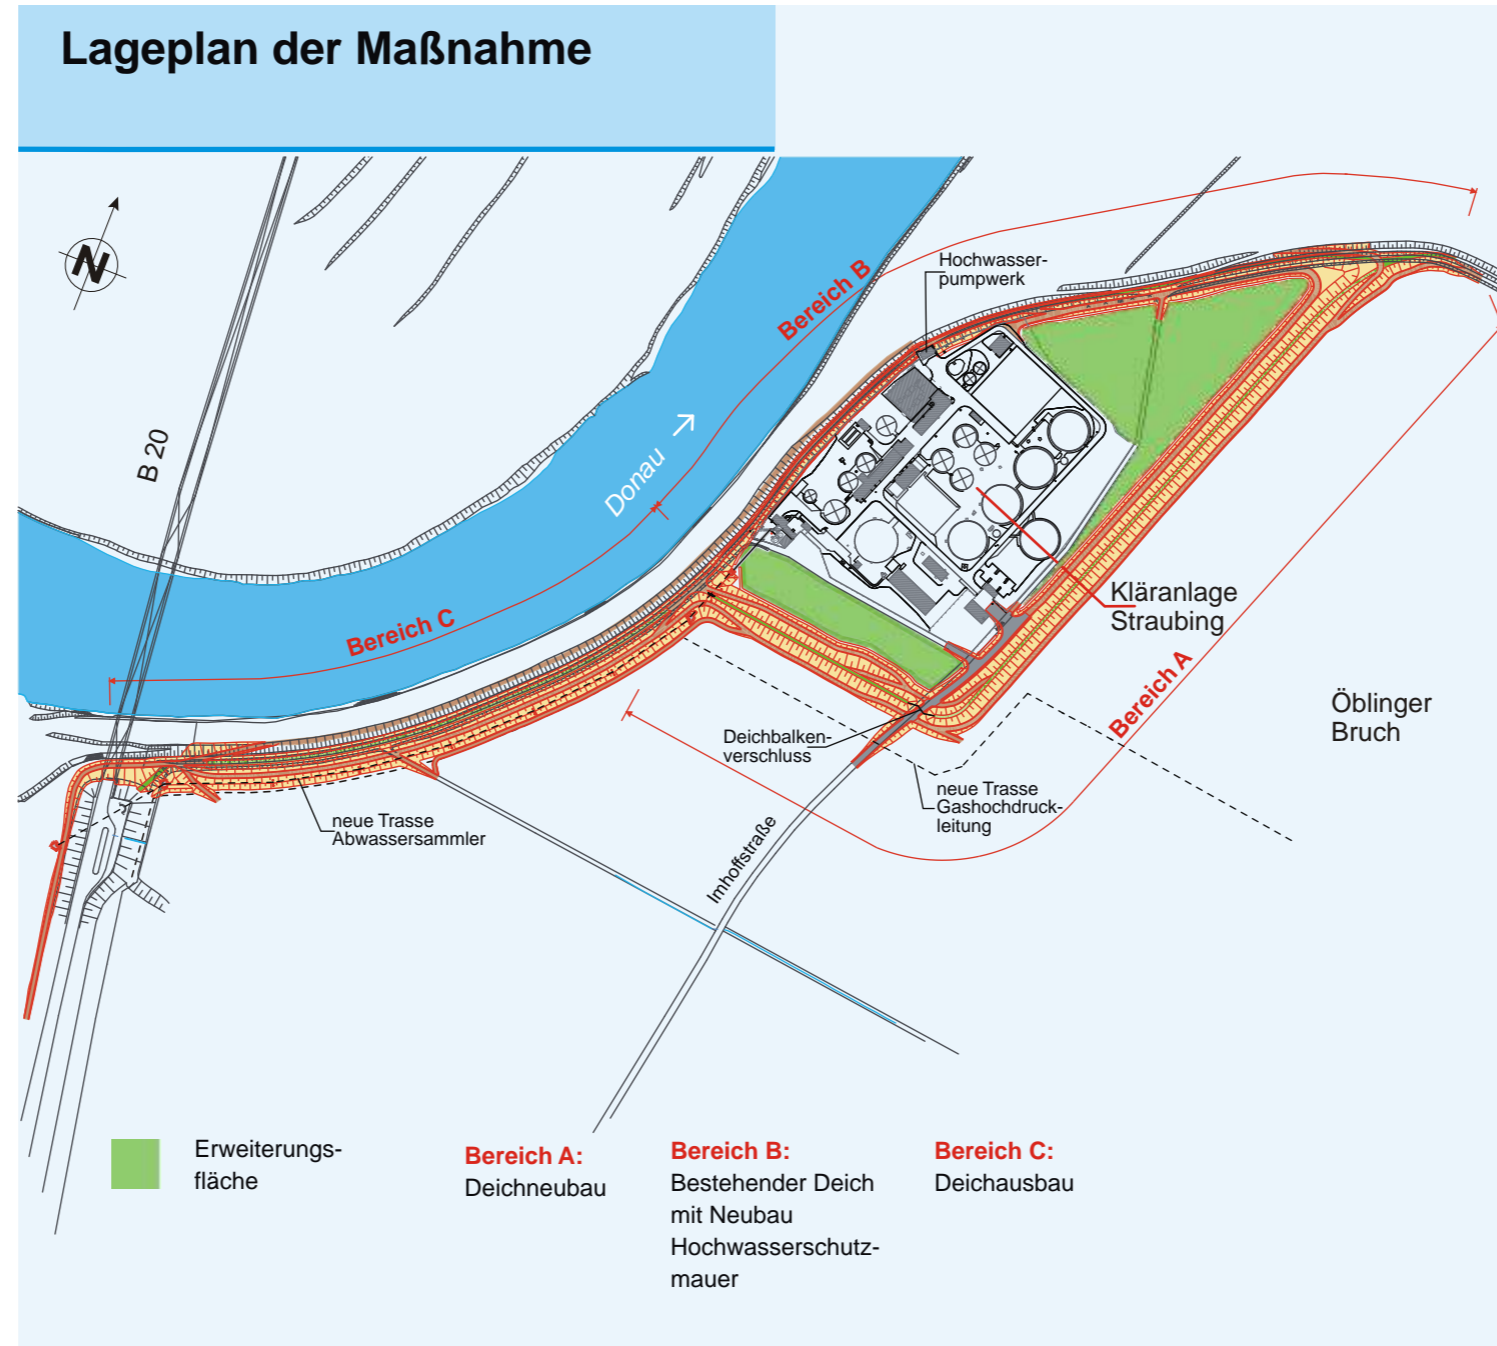 Lageplan der Maßnahme
N
B 20
Bereich B
Hochwasser-
pumpwerk
Donau
Bereich C
Kläranlage
Straubing
Bereich A
Öblinger
Bruch
Deichbalken-
verschluss
neue Trasse
Gashochdruck-
leitung
neue Trasse
Abwassersammler
Imhoffstraße
Erweiterungs-
fläche
Bereich A:
Deichneubau
Bereich B:
Bestehender Deich
mit Neubau
Hochwasserschutz-
mauer
Bereich C:
Deichausbau